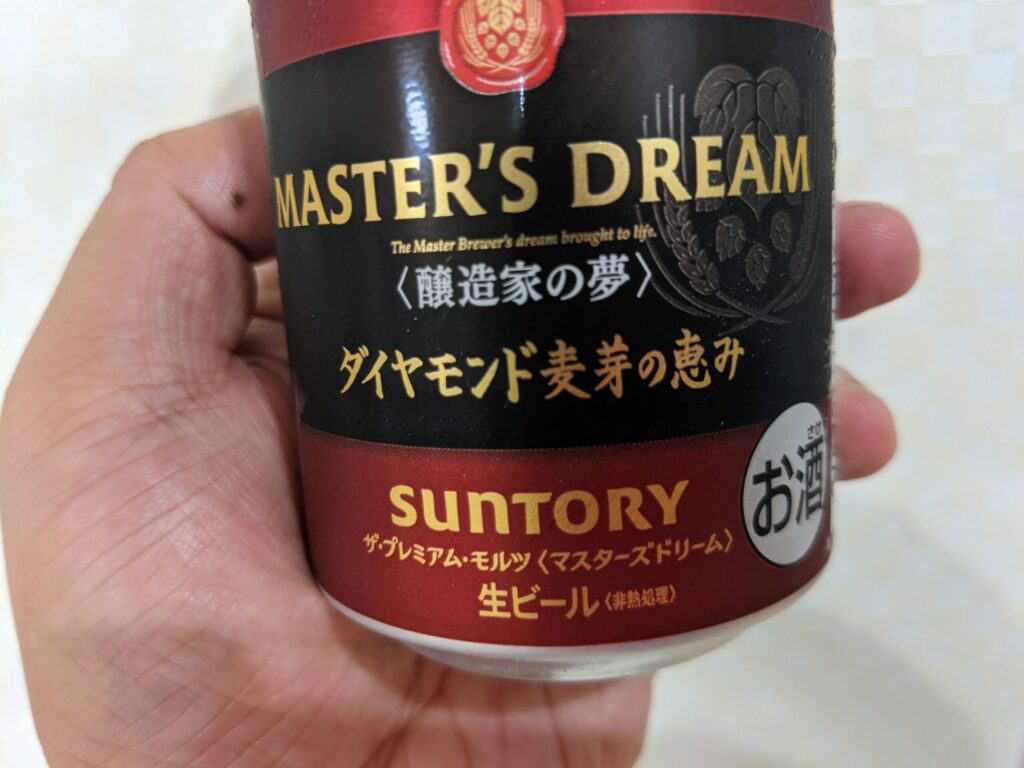 MASTER'S DREAM
The Master Brewer's dream brought to life.
〈醸造家の夢〉
ダイヤモンド麦芽の恵み
さけ
お酒
SUNTORY
ザ・プレミアム・モルツ〈マスターズドリーム〉
生ビール〈非熱処理〉